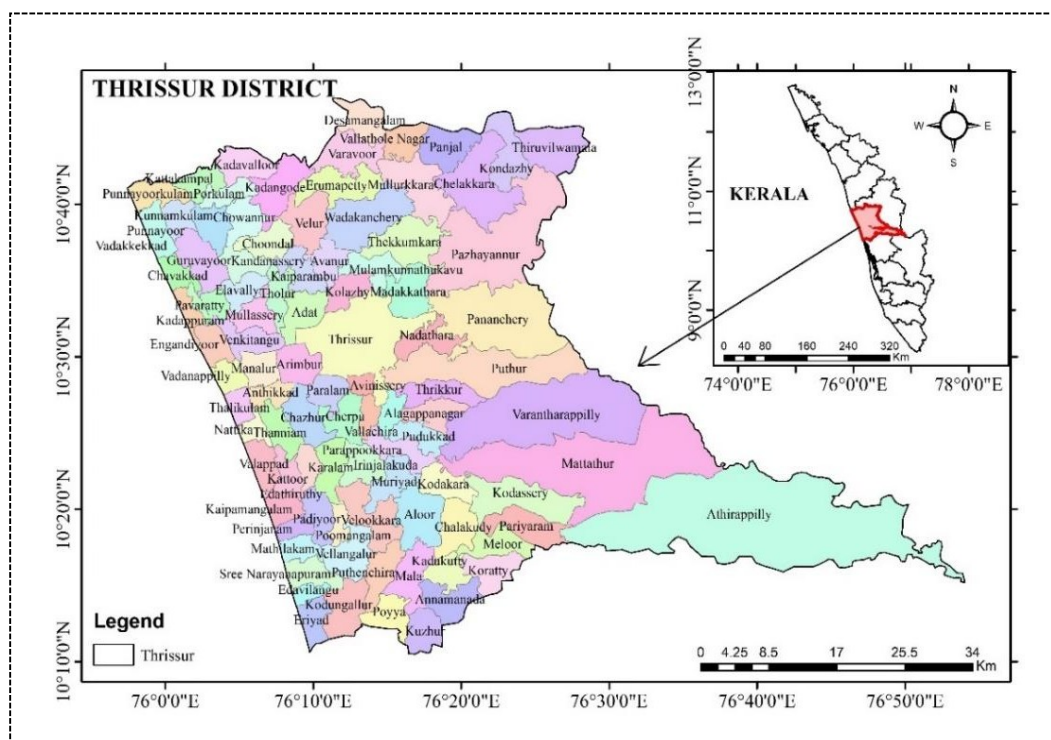 THRISSUR DISTRICT
Desamangalam
Vallathole Nagar
Panjal
Thiruvilwamala
Varavoor
Kondazhy
Kadavalloor
Kattakampal
Porkulam
Kadangode
Erumapetty
Mullurkkara
Chelakkara
Punnayoorkulam
Kunnamkulam
Chowannur
Velur
Wadakanchery
Punnayoor
Vadakkekkad
Choondal
Thekkumkara
Pazhayannur
Guruvayoor
Kandanassery
Avanur
Chavakkad
Kaiparambu
Mulamkunnathukavu
Elavally
Tholur
Kolazhy
Madakkathara
Pavaratty
Kadappuram
Mullassery
Adat
Pananchery
Engandiyoor
Venkitangu
Thrissur
Nadathara
Vadanappilly
Manalur
Arimbur
Puthur
Anthikkad
Paralam
Avinissery
Thrikkur
Thalikulam
Chazhur
Cherpu
Alagappanagar
Varantharappilly
Nattika
Thanniam
Vallachira
Padukkad
Parappookkara
Valappad
Karalam
Irinjalakuda
Mattathur
Kattoor
Muriyad
Kodakara
Edathiruthy
Kodassery
Kaipamangalam
Padiyoor
Velookkara
Aloor
Athirappilly
Perinjanam
Poomangalam
Chalakudy
Pariyaram
Mathilakam
Vellangalur
Meloor
Kadukutty
Sree Narayanapuram
Puthenchira
Mala
Koratty
Edavilangu
Kodungallur
Annamanada
Eriyad
Poyya
Kuzhur
Legend
Thrissur
0 4.25 8.5 17 25.5 34
Km
10°40'0"N
10°30'0"N
10°20'0"N
10°10'0"N
76°0'0"E 76°10'0"E 76°20'0"E 76°30'0"E 76°40'0"E 76°50'0"E
KERALA
N
W E
S
0 40 80 160 240 320
Km
13°0'0"N
11°0'0"N
9°0'0"N
74°0'0"E 76°0'0"E 78°0'0"E